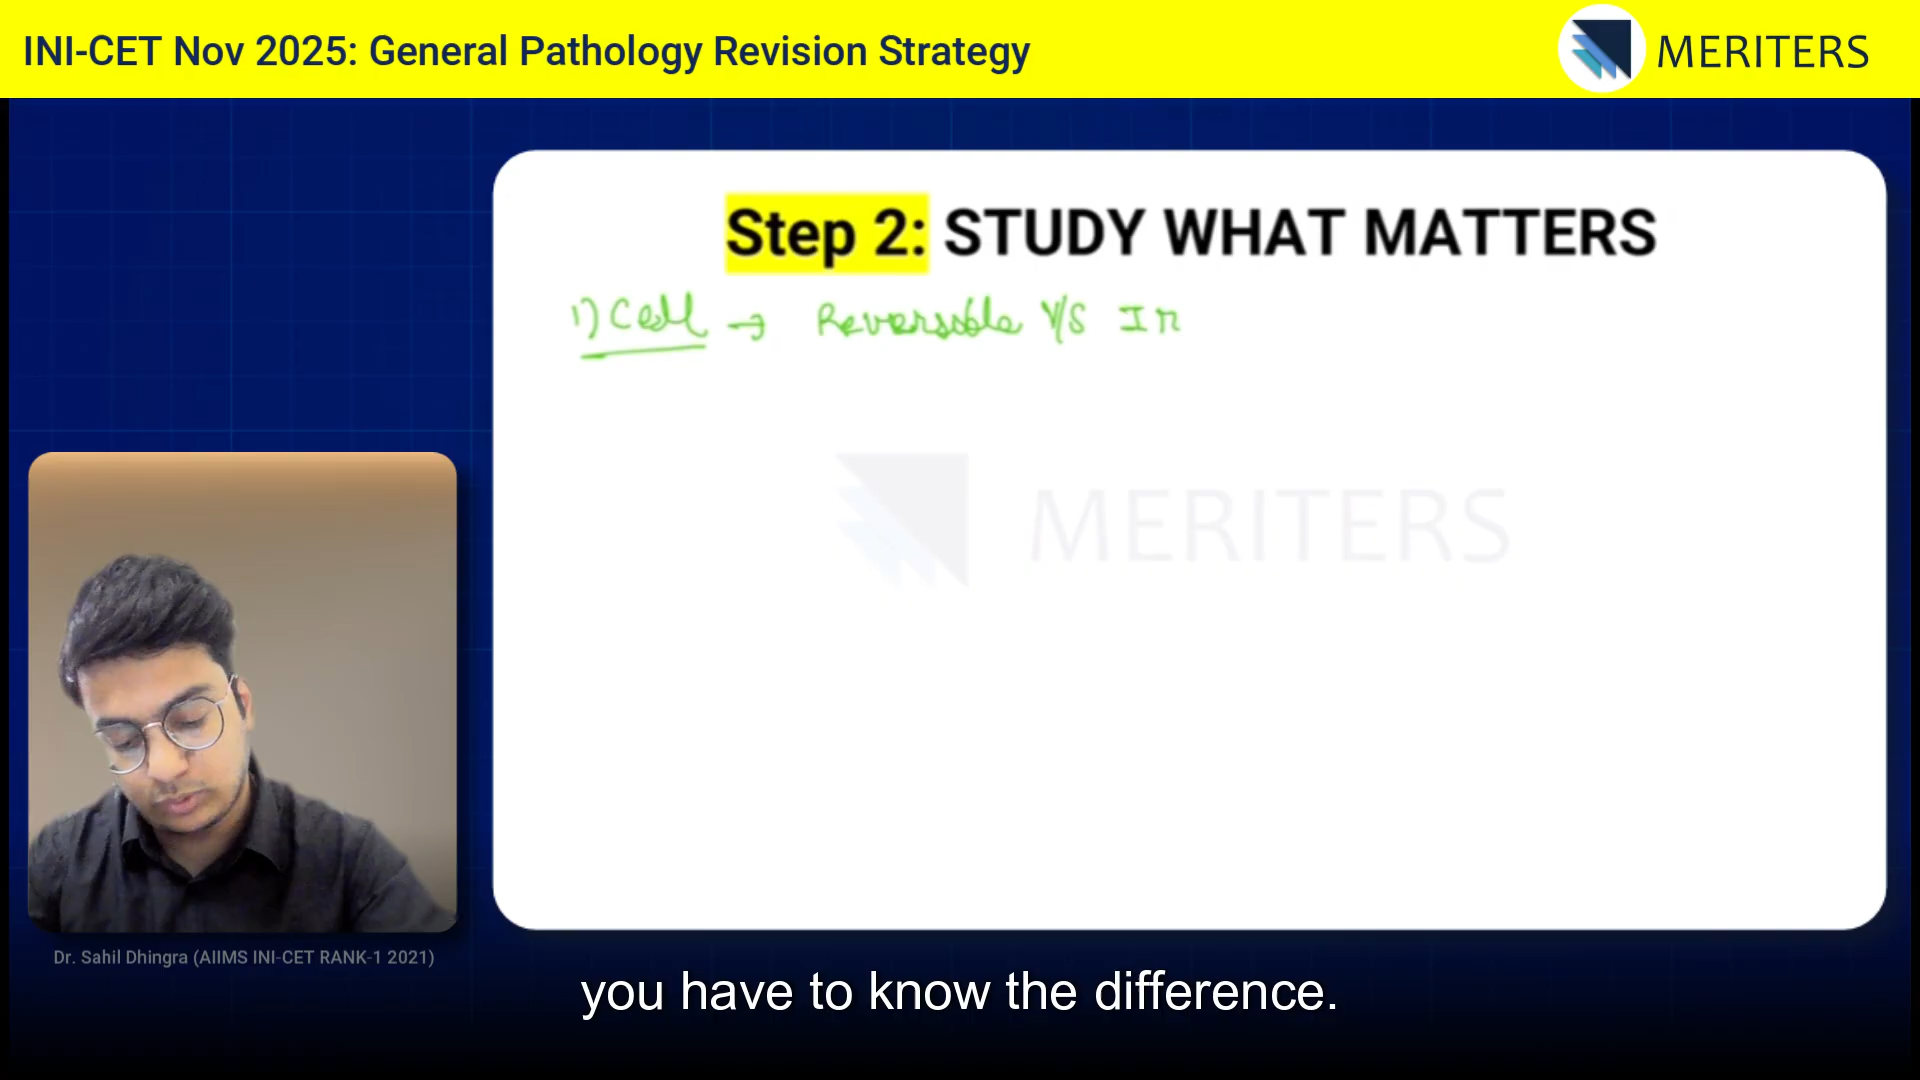 INI-CET Nov 2025: General Pathology Revision Strategy
MERITERS
Step 2: STUDY WHAT MATTERS
1) Cell → Reversible V/S Ir
MERITERS
Dr. Sahil Dhingra (AIIMS INI-CET RANK-1 2021)
you have to know the difference.